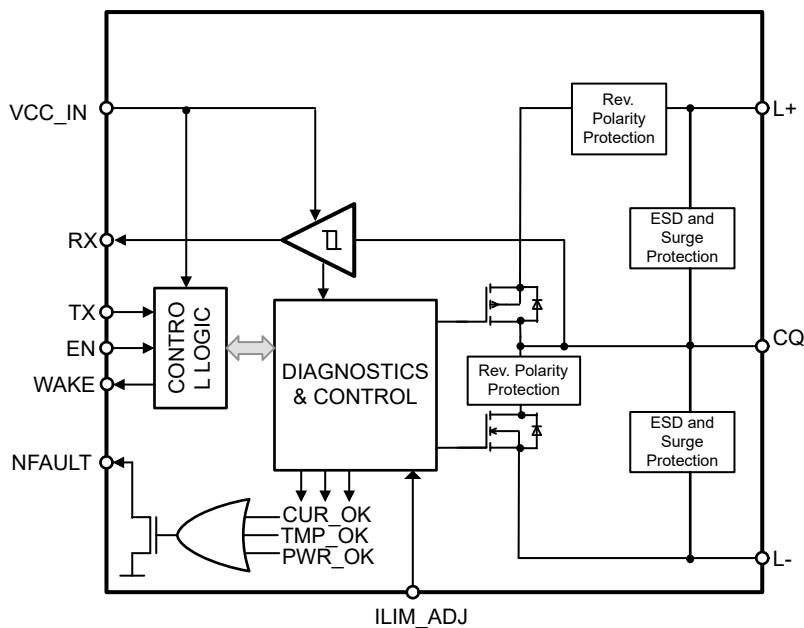 VCC_IN
Rev.
Polarity
Protection
L+
RX
ESD and
Surge
Protection
TX
EN
WAKE
CONTRO
L LOGIC
DIAGNOSTICS
& CONTROL
Rev. Polarity
Protection
CQ
ESD and
Surge
Protection
NFAULT
CUR_OK
TMP_OK
PWR_OK
L-
ILIM_ADJ